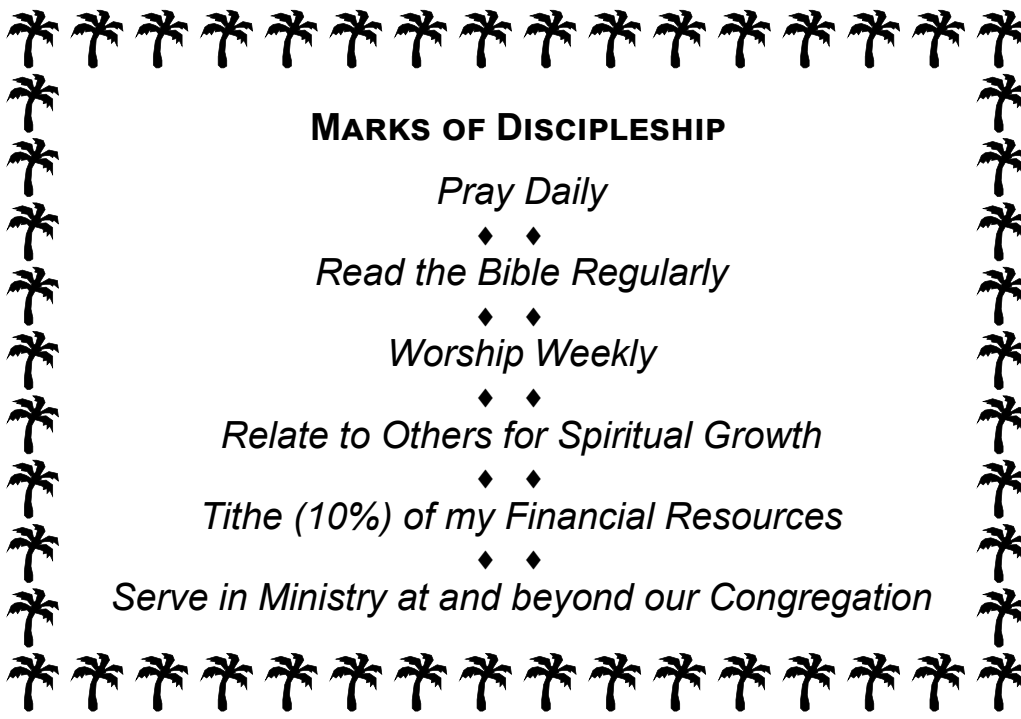 MARKS OF DISCIPLESHIP
Pray Daily
♦ ♦
Read the Bible Regularly
♦ ♦
Worship Weekly
♦ ♦
Relate to Others for Spiritual Growth
♦ ♦
Tithe (10%) of my Financial Resources
♦ ♦
Serve in Ministry at and beyond our Congregation